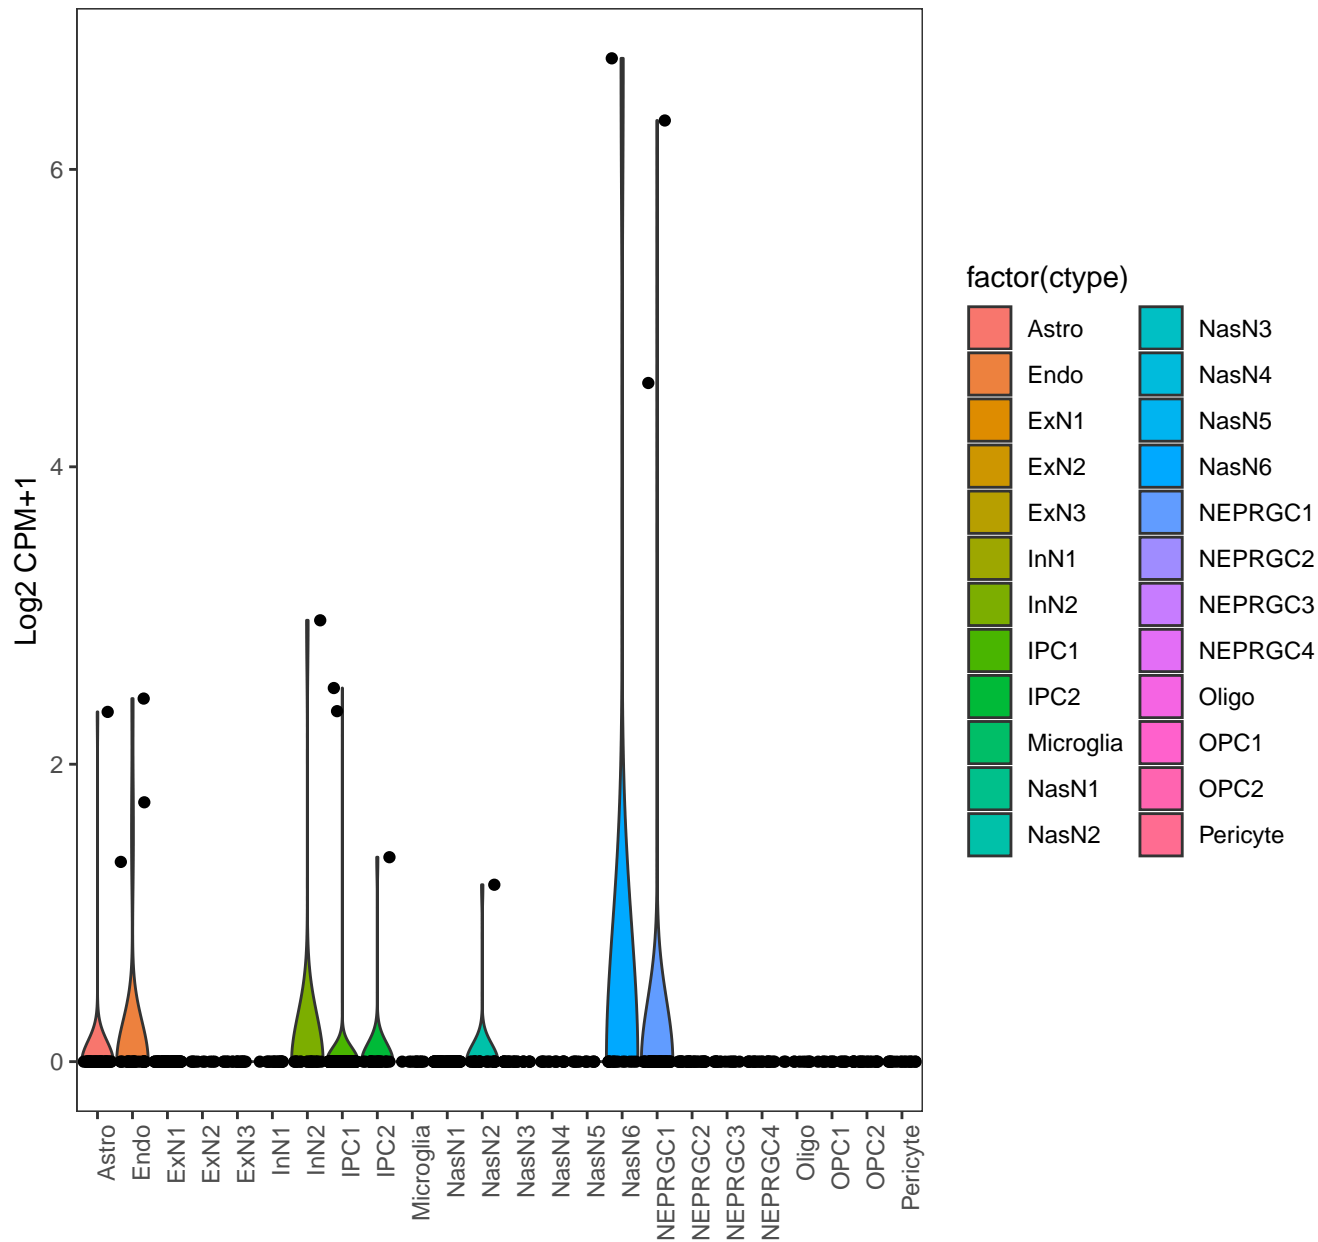 6
4
2
0
Log2 CPM+1
Astro
Endo
ExN1
ExN2
ExN3
InN1
InN2
IPC1
IPC2
Microglia
NasN1
NasN2
NasN3
NasN4
NasN5
NasN6
NEPRGC1
NEPRGC2
NEPRGC3
NEPRGC4
Oligo
OPC1
OPC2
Pericyte
factor(ctype)
Astro
Endo
ExN1
ExN2
ExN3
InN1
InN2
IPC1
IPC2
Microglia
NasN1
NasN2
NasN3
NasN4
NasN5
NasN6
NEPRGC1
NEPRGC2
NEPRGC3
NEPRGC4
Oligo
OPC1
OPC2
Pericyte